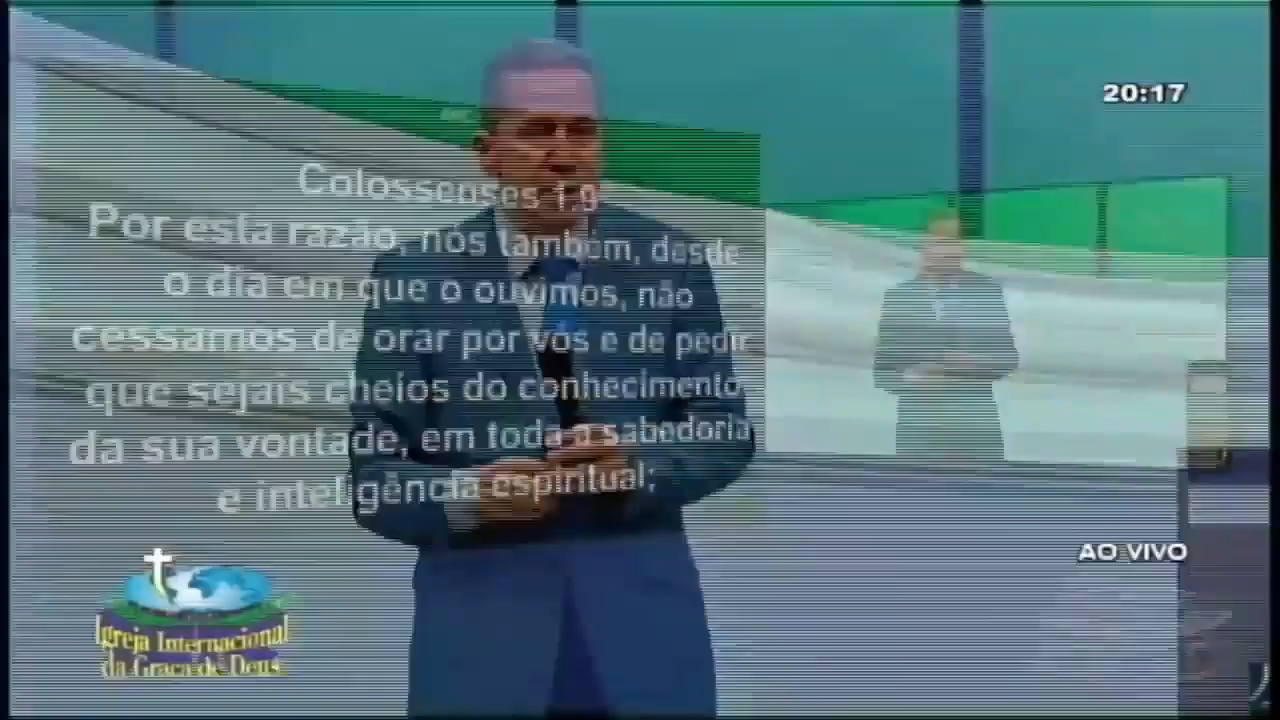 20:17
Colossenses 1.9
Por esta razão, nós também, desde
o dia em que o ouvimos, não
cessamos de orar por vós e de pedir
que sejais cheios do conhecimento
da sua vontade, em toda a sabedoria
e inteligência espiritual;
AO VIVO
Igreja Internacional
da Graça de Deus